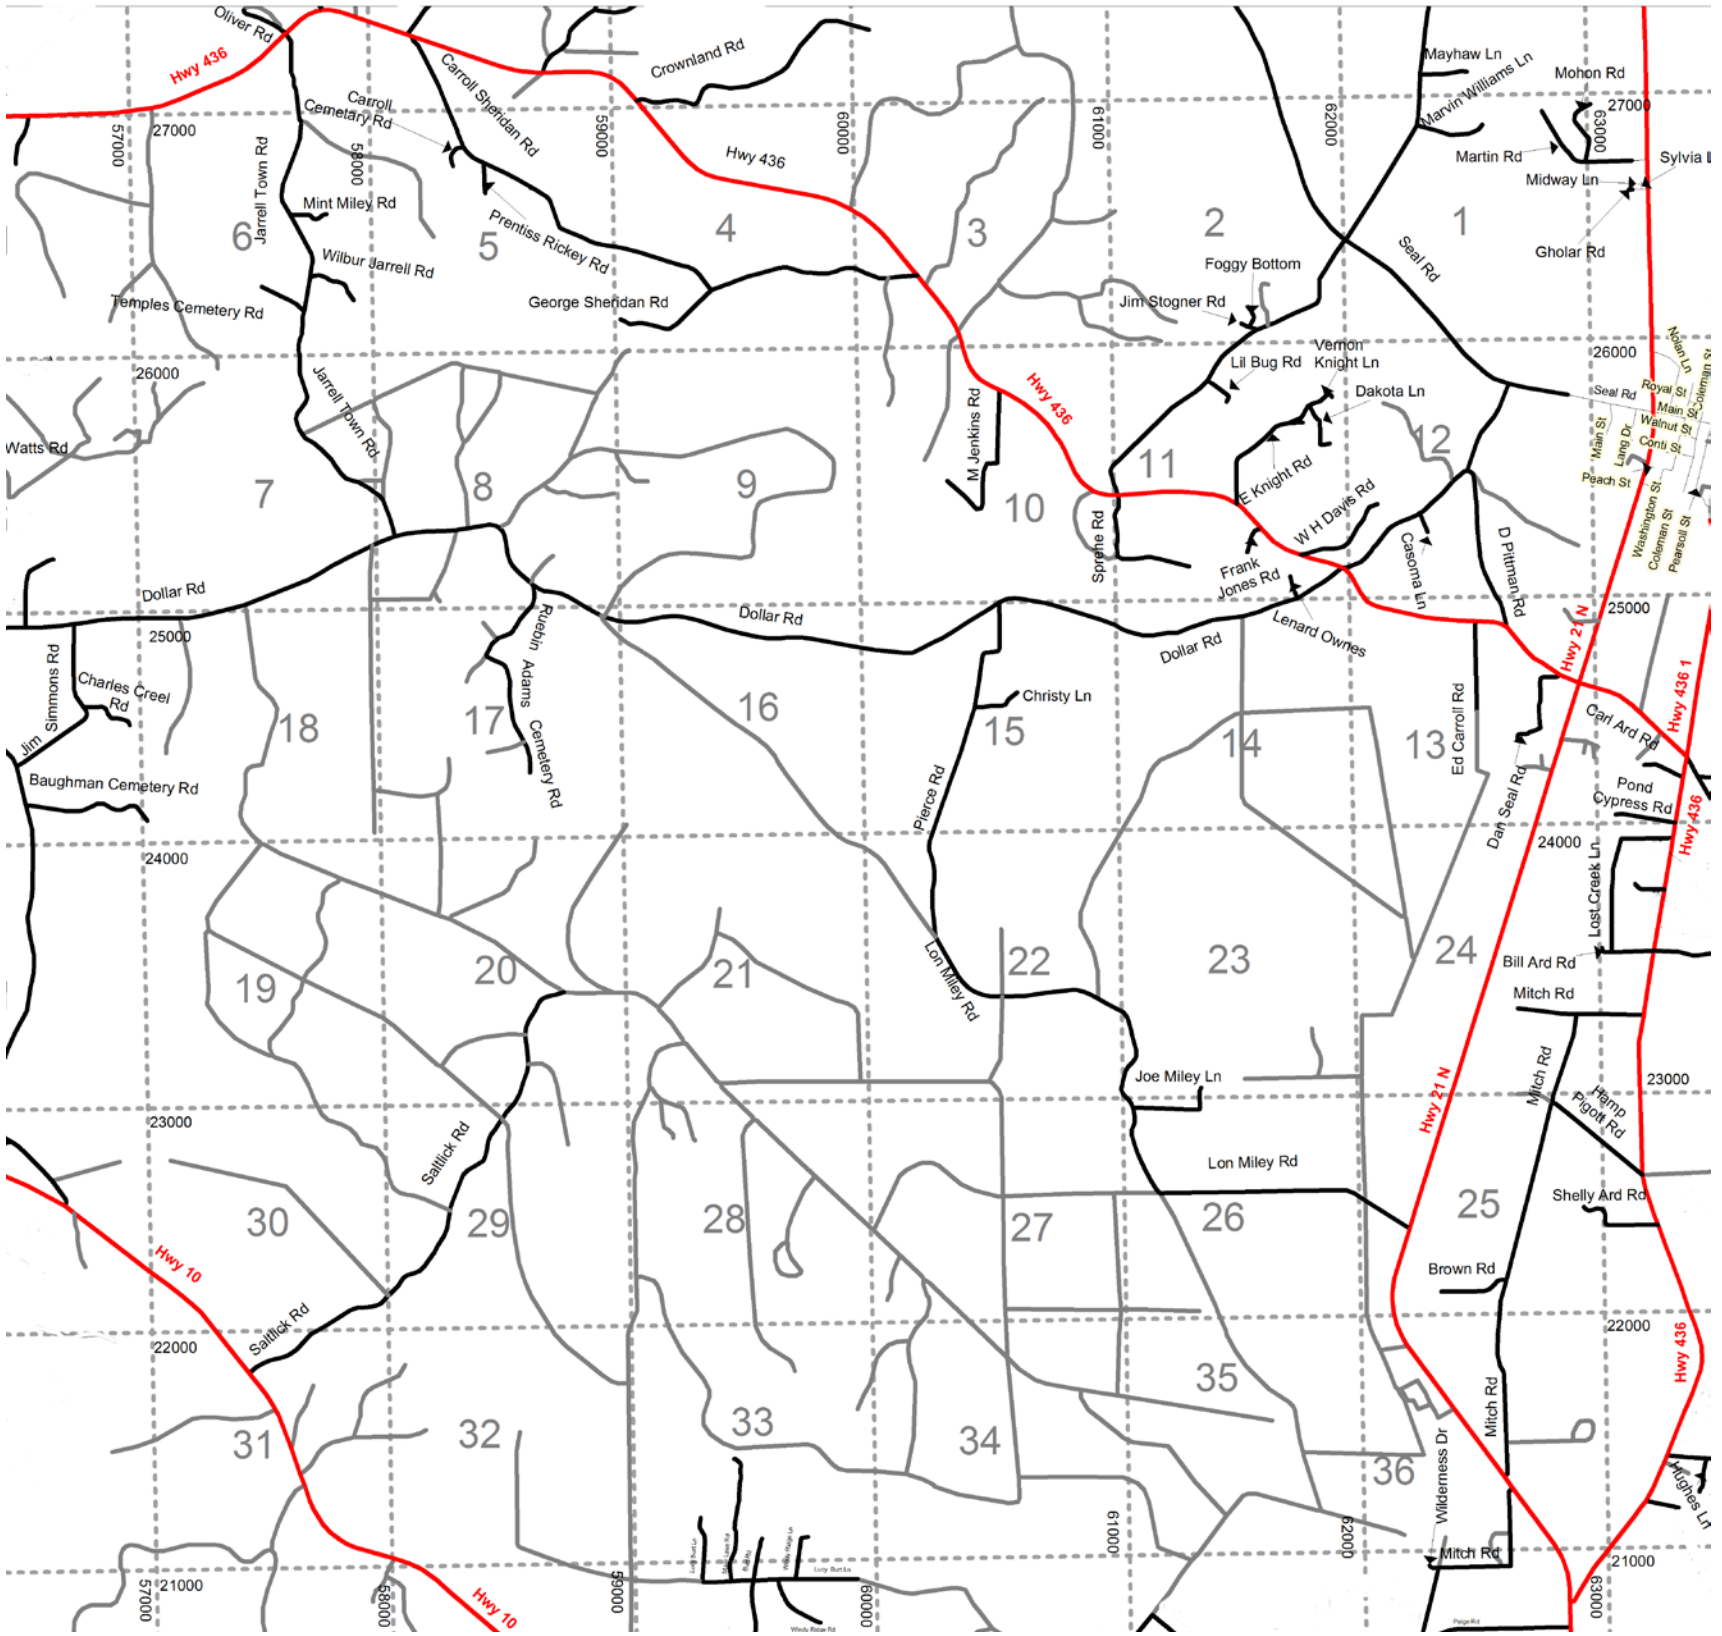 Oliver Rd
Hwy 436
Crownland Rd
Mayhaw Ln
Marvin Williams Ln
Mohon Rd
Carroll
Cemetary Rd
Carroll Sheridan Rd
57000
27000
58000
59000
60000
61000
62000
63000
27000
Hwy 436
Martin Rd
Sylvia L
Midway Ln
Jarrell Town Rd
Mint Miley Rd
Prentiss Rickey Rd
6
5
4
3
2
1
Gholar Rd
Seal Rd
Wilbur Jarrell Rd
Foggy Bottom
Temples Cemetery Rd
George Sheridan Rd
Jim Stogner Rd
26000
Vernon
Knight Ln
Lil Bug Rd
26000
Nolan Ln
Coleman St
Jarrell Town Rd
Hwy 436
Dakota Ln
Seal Rd
Royal St
Main St
Walnut St
Conti St
Main St
Lang Dr
Peach St
Washington St
Coleman St
Pearsoll St
Watts Rd
M Jenkins Rd
7
8
9
10
11
12
E Knight Rd
W H Davis Rd
Sprehe Rd
Frank
Jones Rd
Casoma Ln
D Pittman Rd
Dollar Rd
25000
Dollar Rd
Dollar Rd
Lenard Ownes
25000
Hwy 21 N
Ruebin Adams Cemetery Rd
Jim Simmons Rd
Charles Creel
Rd
Christy Ln
18
17
16
15
14
13
Ed Carroll Rd
Carl Ard Rd
Hwy 436 1
Baughman Cemetery Rd
Pierce Rd
Dan Seal Rd
Pond
Cypress Rd
Hwy 436
24000
24000
Lost Creek Ln
19
20
21
22
23
24
Lon Miley Rd
Bill Ard Rd
Mitch Rd
Joe Miley Ln
Mitch Rd
23000
Hamp
Pigott Rd
23000
Hwy 21 N
Saltlick Rd
Lon Miley Rd
Shelly Ard Rd
30
29
28
27
26
25
Hwy 10
Brown Rd
Saltlick Rd
22000
22000
Hwy 436
35
Mitch Rd
31
32
33
34
36
Wilderness Dr
Hughes Ln
61000
62000
Mitch Rd
21000
57000
21000
58000
59000
60000
63000
Hwy 10
Windy Ridge Rd
Paige Rd